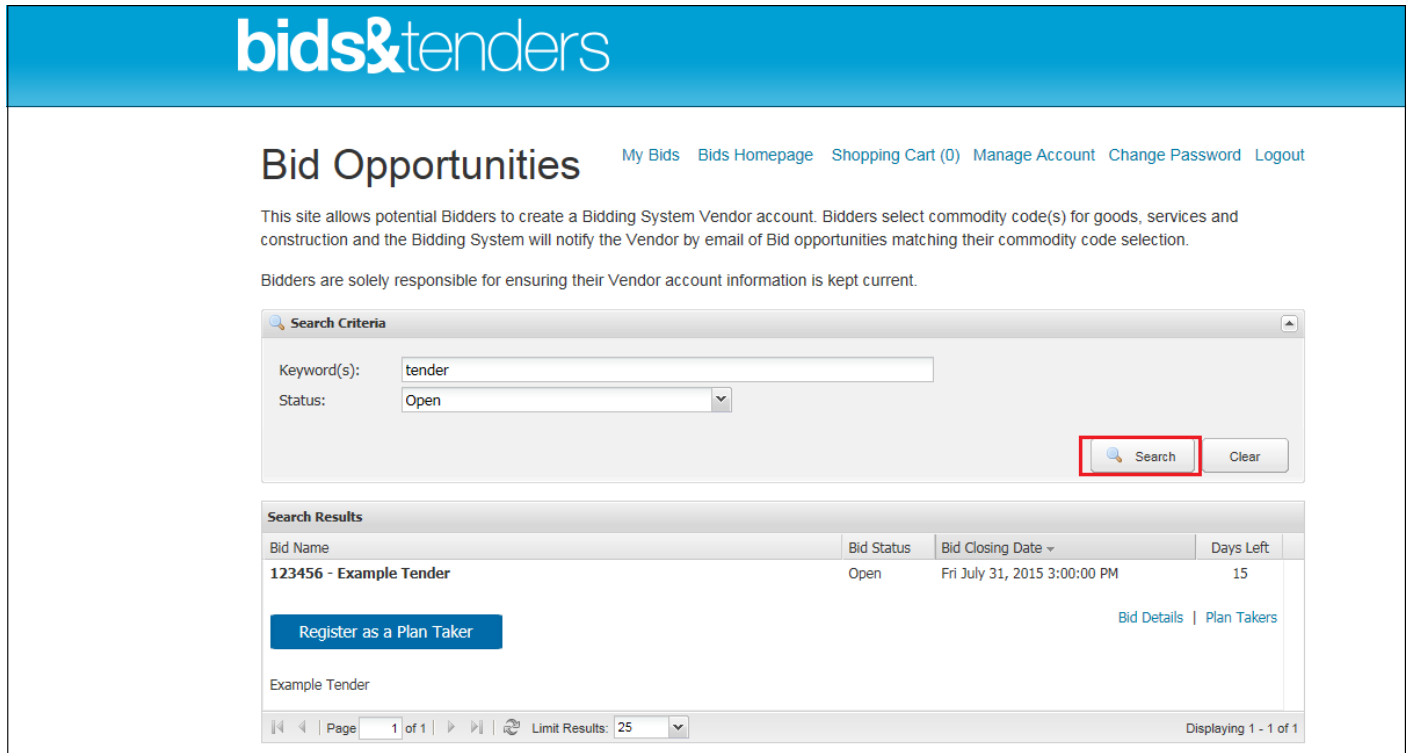 bids&tenders
Bid Opportunities
My Bids Bids Homepage Shopping Cart (0) Manage Account Change Password Logout
This site allows potential Bidders to create a Bidding System Vendor account. Bidders select commodity code(s) for goods, services and
construction and the Bidding System will notify the Vendor by email of Bid opportunities matching their commodity code selection.
Bidders are solely responsible for ensuring their Vendor account information is kept current.
Search Criteria
Keyword(s): tender
Status: Open
Search Clear
Search Results
Bid Name Bid Status Bid Closing Date Days Left
123456 - Example Tender Open Fri July 31, 2015 3:00:00 PM 15
Bid Details | Plan Takers
Register as a Plan Taker
Example Tender
Page 1 of 1 Limit Results: 25 Displaying 1 - 1 of 1